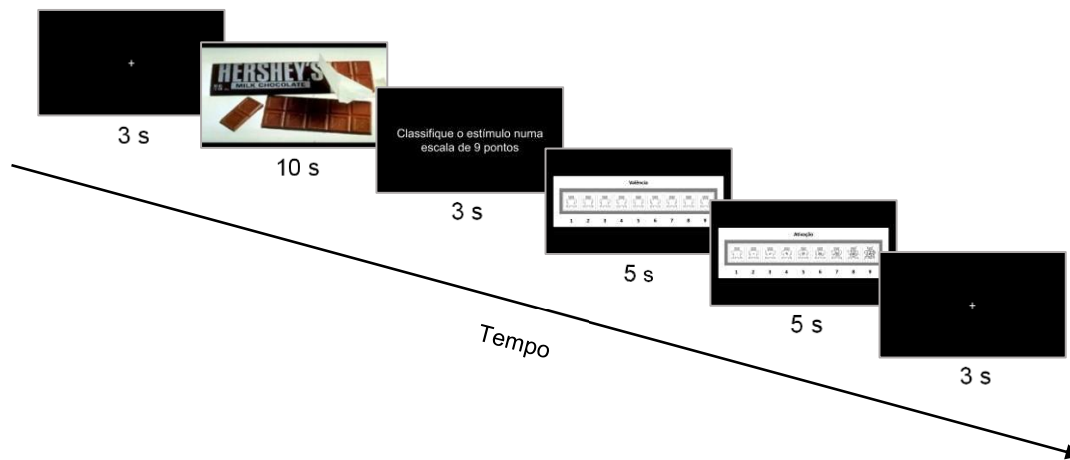 +
3 s
HERSHEY'S
MILK CHOCOLATE
10 s
Classifique o estímulo numa
escala de 9 pontos
3 s
Valência
1 2 3 4 5 6 7 8 9
5 s
Ativação
1 2 3 4 5 6 7 8 9
5 s
+
3 s
Tempo